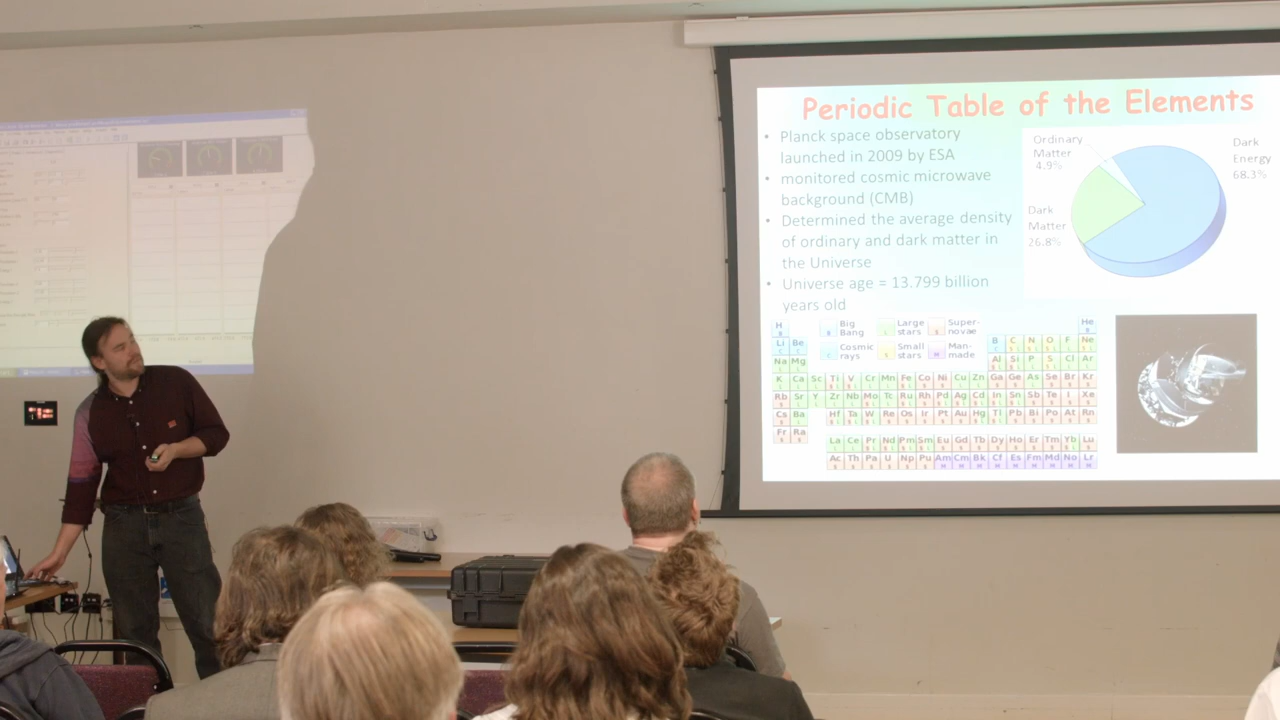 Periodic Table of the Elements
• Planck space observatory
launched in 2009 by ESA
• monitored cosmic microwave
background (CMB)
• Determined the average density
of ordinary and dark matter in
the Universe
• Universe age = 13.799 billion
years old
Ordinary
Matter
4.9%
Dark
Energy
68.3%
Dark
Matter
26.8%
Big
Bang
Large
stars
Super-
novae
Cosmic
rays
Small
stars
Man-
made
H He
Li Be B C N O F Ne
Na Mg Al Si P S Cl Ar
K Ca Sc Ti V Cr Mn Fe Co Ni Cu Zn Ga Ge As Se Br Kr
Rb Sr Y Zr Nb Mo Tc Ru Rh Pd Ag Cd In Sn Sb Te I Xe
Cs Ba Hf Ta W Re Os Ir Pt Au Hg Tl Pb Bi Po At Rn
Fr Ra
La Ce Pr Nd Pm Sm Eu Gd Tb Dy Ho Er Tm Yb Lu
Ac Th Pa U Np Pu Am Cm Bk Cf Es Fm Md No Lr